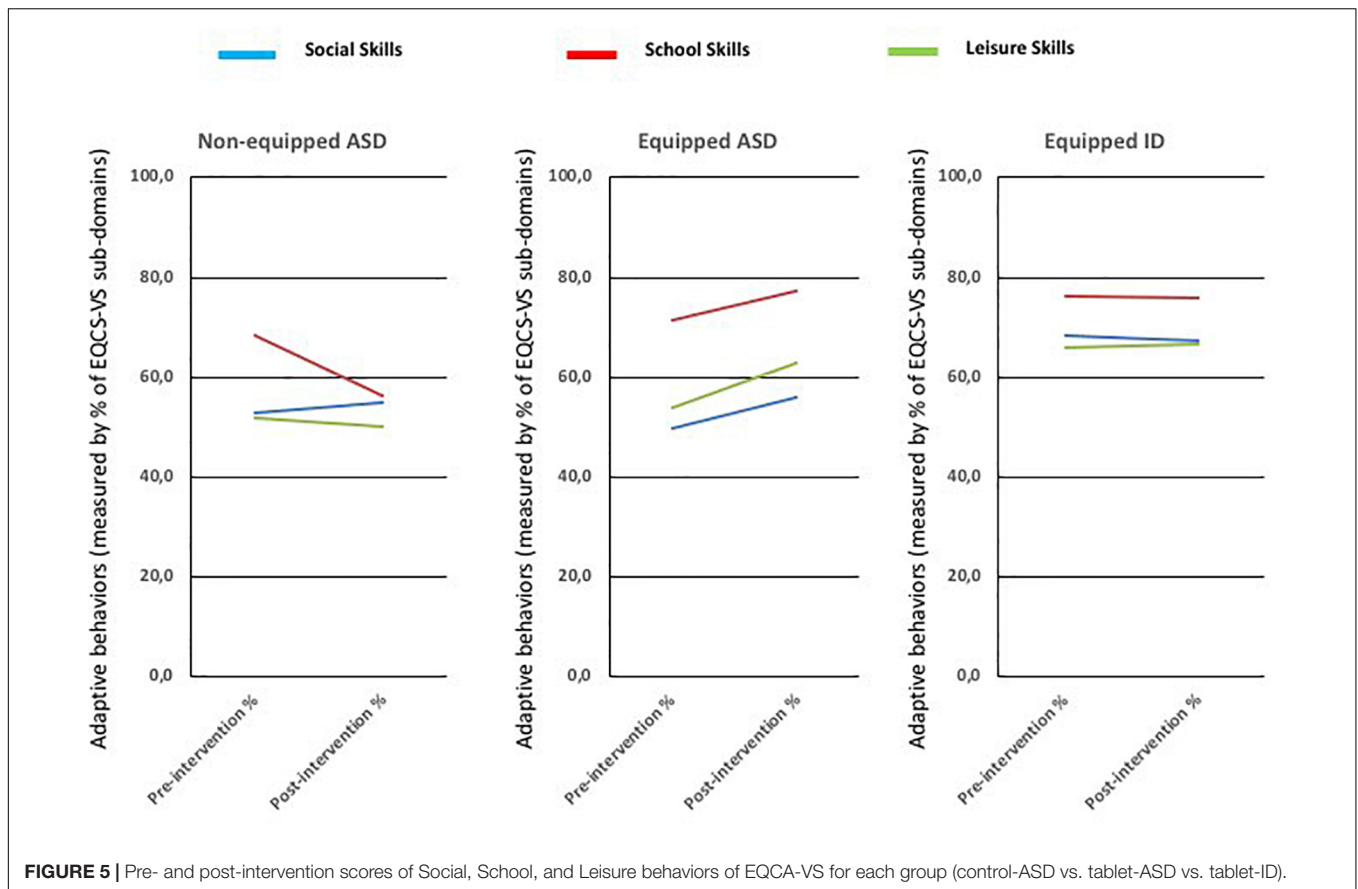 Social Skills
School Skills
Leisure Skills
Non-equipped ASD
Adaptive behaviors (measured by % of EQCS-VS sub-domains)
100,0
80,0
60,0
40,0
20,0
0,0
Pre-intervention %
Post-intervention %
Equipped ASD
Adaptive behaviors (measured by % of EQCS-VS sub-domains)
100,0
80,0
60,0
40,0
20,0
0,0
Pre-intervention %
Post-intervention %
Equipped ID
Adaptive behaviors (measured by % of EQCS-VS sub-domains)
100,0
80,0
60,0
40,0
20,0
0,0
Pre-intervention %
Post-intervention %
FIGURE 5 | Pre- and post-intervention scores of Social, School, and Leisure behaviors of EQCA-VS for each group (control-ASD vs. tablet-ASD vs. tablet-ID).